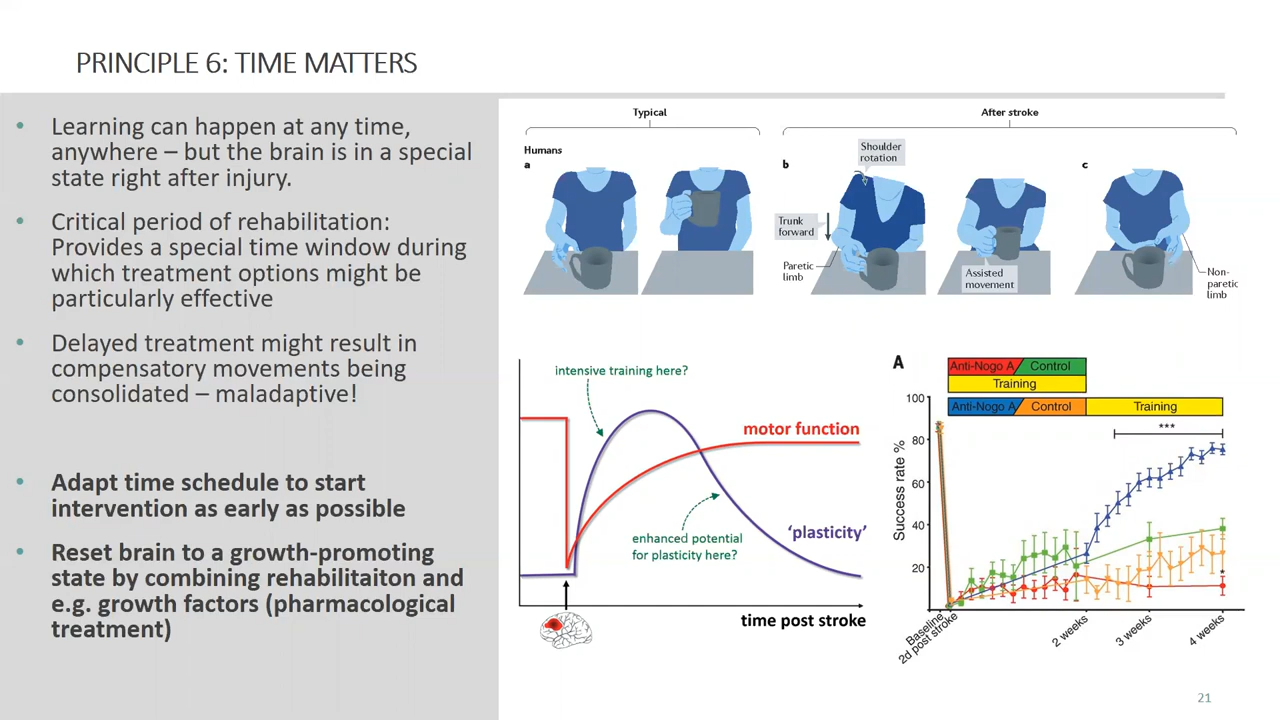 PRINCIPLE 6: TIME MATTERS
• Learning can happen at any time,
anywhere – but the brain is in a special
state right after injury.
• Critical period of rehabilitation:
Provides a special time window during
which treatment options might be
particularly effective
• Delayed treatment might result in
compensatory movements being
consolidated – maladaptive!
• Adapt time schedule to start
intervention as early as possible
• Reset brain to a growth-promoting
state by combining rehabilitaiton and
e.g. growth factors (pharmacological
treatment)
Typical
After stroke
Humans
a
b
c
Shoulder
rotation
Trunk
forward
Paretic
limb
Assisted
movement
Non-
paretic
limb
intensive training here?
motor function
enhanced potential
for plasticity here?
'plasticity'
time post stroke
A
Anti-Nogo A Control
Training
Anti-Nogo A Control Training
***
Success rate %
100
80
60
40
20
*
Baseline
2d post stroke
2 weeks
3 weeks
4 weeks
21